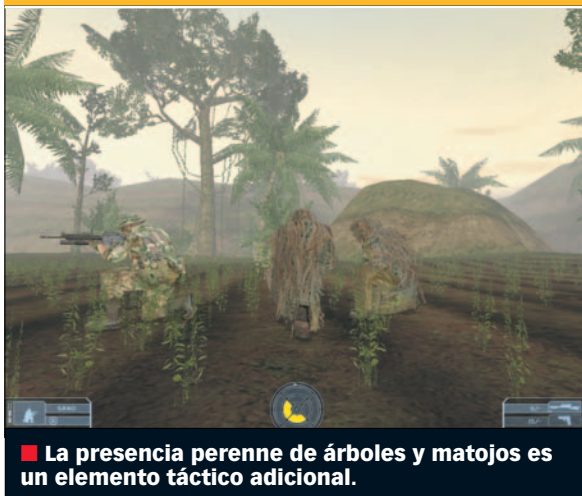 La presencia perenne de árboles y matojos es
un elemento táctico adicional.